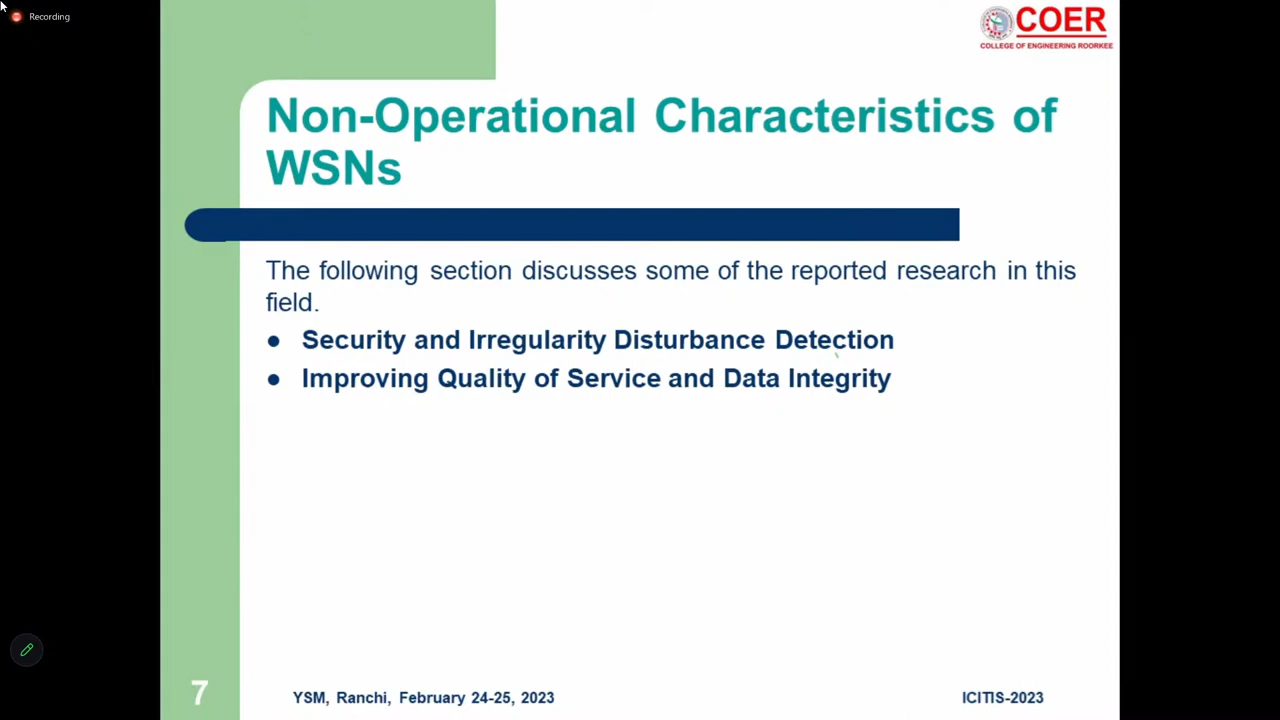 Recording
COER
COLLEGE OF ENGINEERING ROORKEE
Non-Operational Characteristics of
WSNs
The following section discusses some of the reported research in this
field.
● Security and Irregularity Disturbance Detection
● Improving Quality of Service and Data Integrity
7
YSM, Ranchi, February 24-25, 2023
ICITIS-2023